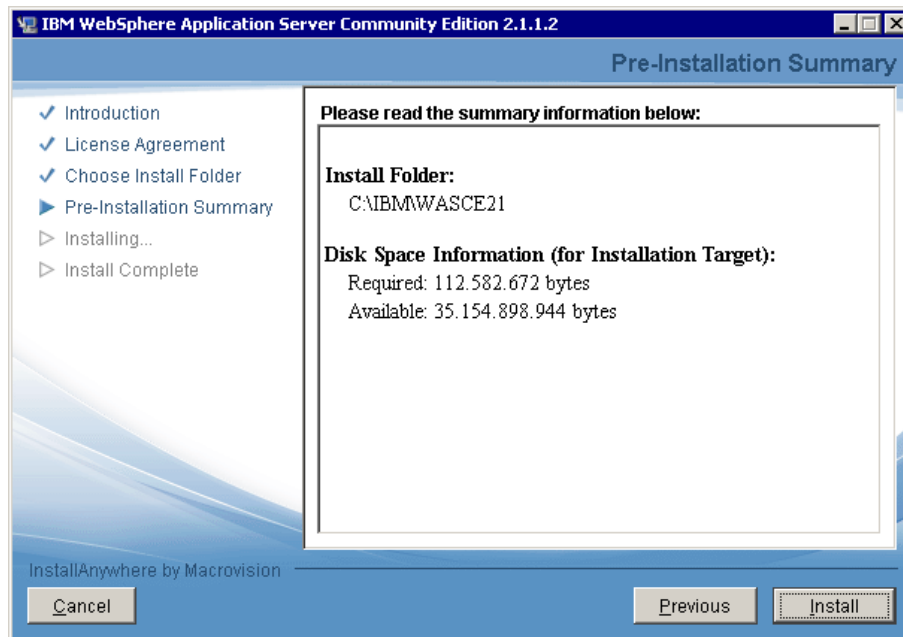 IBM WebSphere Application Server Community Edition 2.1.1.2
Pre-Installation Summary
Introduction
License Agreement
Choose Install Folder
Pre-Installation Summary
Installing...
Install Complete
Please read the summary information below:
Install Folder:
C:\IBM\WASCE21
Disk Space Information (for Installation Target):
Required: 112.582.672 bytes
Available: 35.154.898.944 bytes
InstallAnywhere by Macrovision
Cancel
Previous
Install